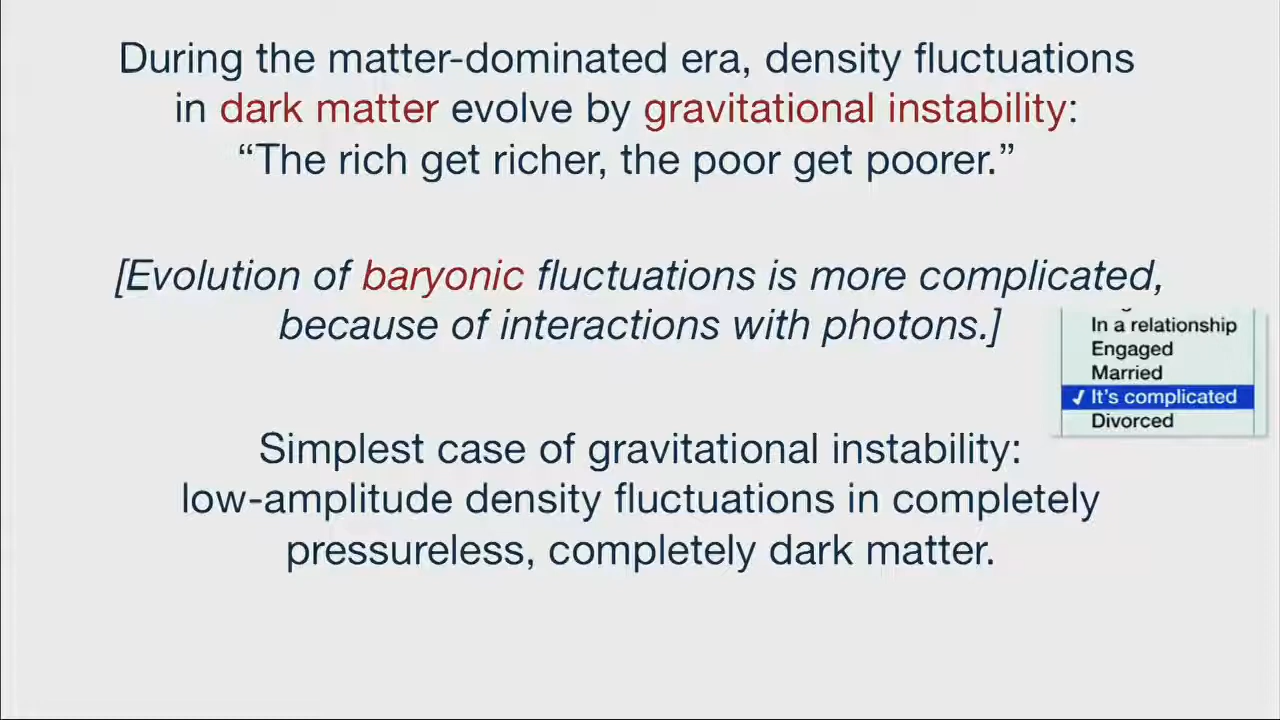 During the matter-dominated era, density fluctuations
in dark matter evolve by gravitational instability:
“The rich get richer, the poor get poorer.”
[Evolution of baryonic fluctuations is more complicated,
because of interactions with photons.]
In a relationship
Engaged
Married
✓ It's complicated
Divorced
Simplest case of gravitational instability:
low-amplitude density fluctuations in completely
pressureless, completely dark matter.